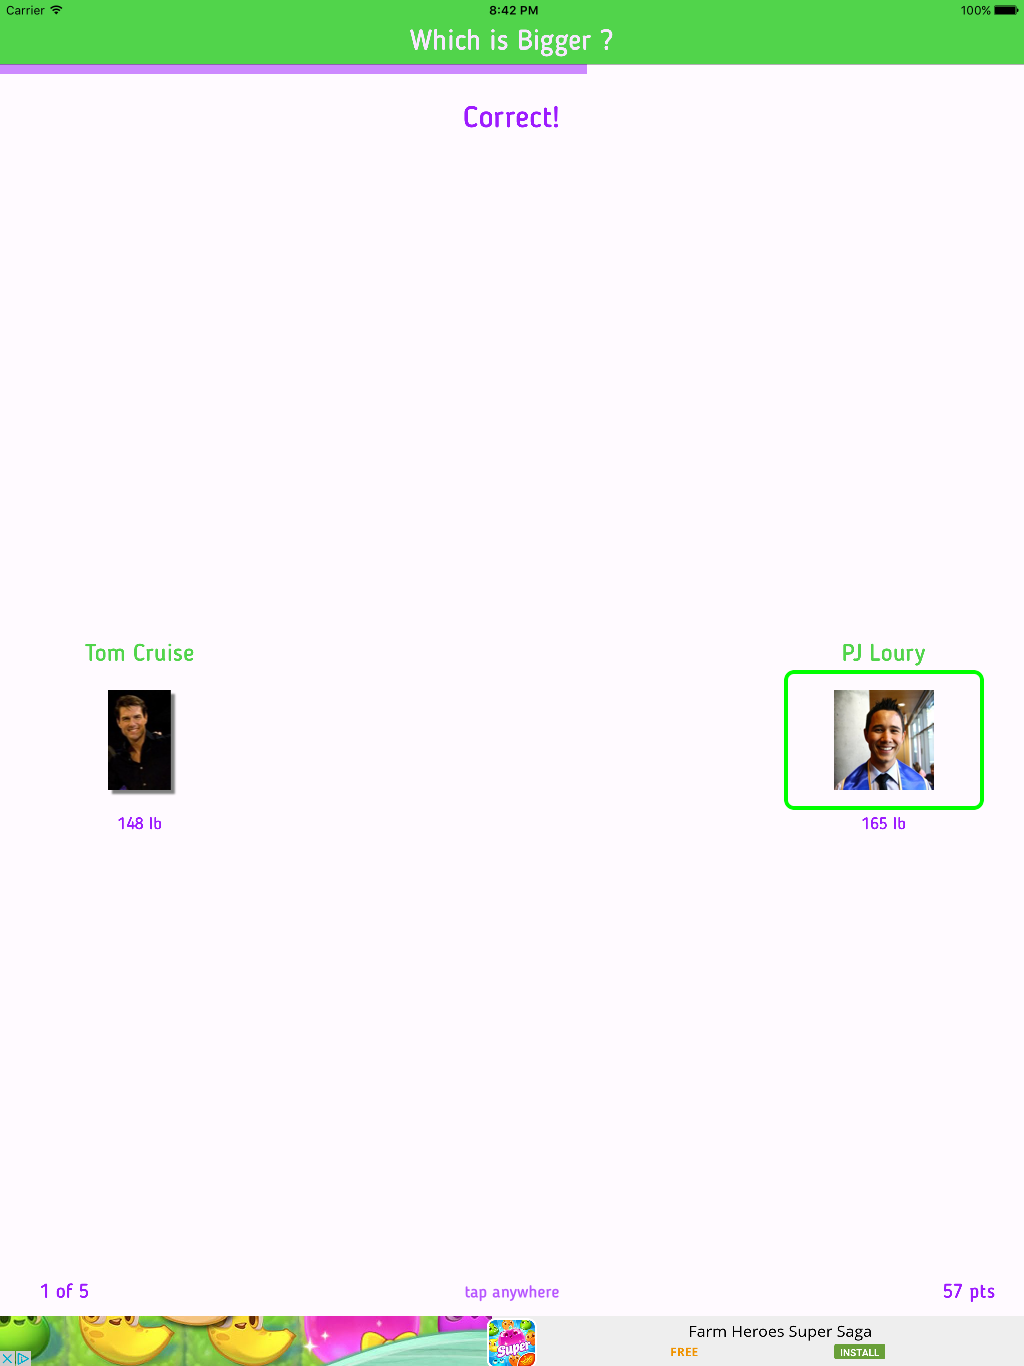 Carrier 8:42 PM 100%
Which is Bigger ?
Correct!
Tom Cruise PJ Loury
148 lb 165 lb
1 of 5 tap anywhere 57 pts
Super
Farm Heroes Super Saga
FREE INSTALL